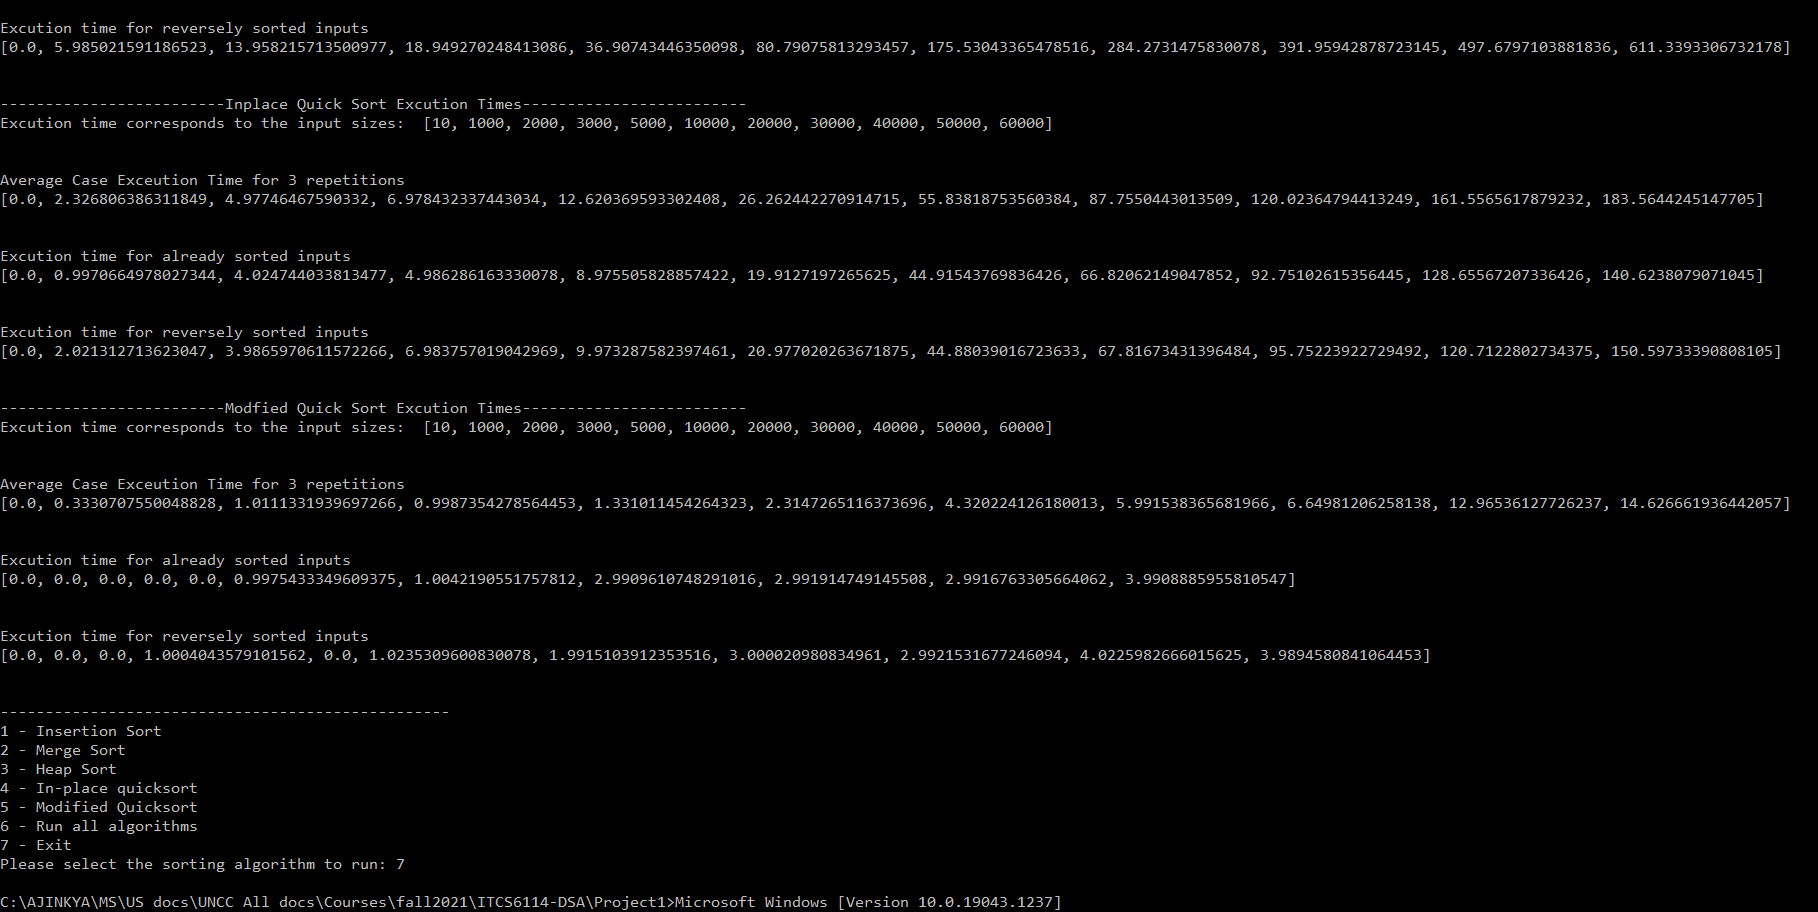 Excution time for reversely sorted inputs
[0.0, 5.985021591186523, 13.958215713500977, 18.949270248413086, 36.90743446350098, 80.79075813293457, 175.53043365478516, 284.2731475830078, 391.95942878723145, 497.6797103881836, 611.3393306732178]
-------------------------Inplace Quick Sort Excution Times-------------------------
Excution time corresponds to the input sizes:  [10, 1000, 2000, 3000, 5000, 10000, 20000, 30000, 40000, 50000, 60000]
Average Case Exceution Time for 3 repetitions
[0.0, 2.326806386311849, 4.97746467590332, 6.978432337443034, 12.620369593302408, 26.262442270914715, 55.83818753560384, 87.7550443013509, 120.02364794413249, 161.5565617879232, 183.5644245147705]
Excution time for already sorted inputs
[0.0, 0.9970664978027344, 4.024744033813477, 4.986286163330078, 8.975505828857422, 19.9127197265625, 44.91543769836426, 66.82062149047852, 92.75102615356445, 128.65567207336426, 140.6238079071045]
Excution time for reversely sorted inputs
[0.0, 2.021312713623047, 3.9865970611572266, 6.983757019042969, 9.973287582397461, 20.977020263671875, 44.88039016723633, 67.81673431396484, 95.75223922729492, 120.7122802734375, 150.59733390808105]
-------------------------Modfied Quick Sort Excution Times-------------------------
Excution time corresponds to the input sizes:  [10, 1000, 2000, 3000, 5000, 10000, 20000, 30000, 40000, 50000, 60000]
Average Case Exceution Time for 3 repetitions
[0.0, 0.3330707550048828, 1.0111331939697266, 0.9987354278564453, 1.331011454264323, 2.3147265116373696, 4.320224126180013, 5.991538365681966, 6.64981206258138, 12.96536127726237, 14.626661936442057]
Excution time for already sorted inputs
[0.0, 0.0, 0.0, 0.0, 0.0, 0.9975433349609375, 1.0042190551757812, 2.9909610748291016, 2.991914749145508, 2.9916763305664062, 3.9908885955810547]
Excution time for reversely sorted inputs
[0.0, 0.0, 0.0, 1.0004043579101562, 0.0, 1.0235309600830078, 1.9915103912353516, 3.000020980834961, 2.9921531677246094, 4.0225982666015625, 3.9894580841064453]
--------------------------------------------------
1 - Insertion Sort
2 - Merge Sort
3 - Heap Sort
4 - In-place quicksort
5 - Modified Quicksort
6 - Run all algorithms
7 - Exit
Please select the sorting algorithm to run: 7
C:\AJINKYA\MS\US docs\UNCC All docs\Courses\fall2021\ITCS6114-DSA\Project1>Microsoft Windows [Version 10.0.19043.1237]